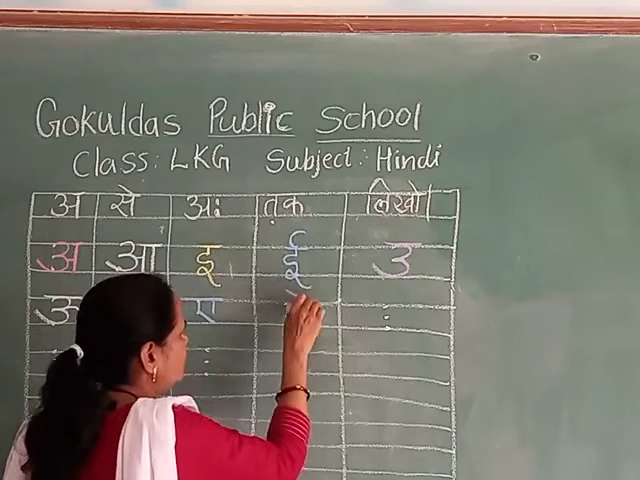 Gokuldas Public School
Class: LKG Subject: Hindi
अ से अः तक लिखो।
अ आ इ ई उ
ऊ ए